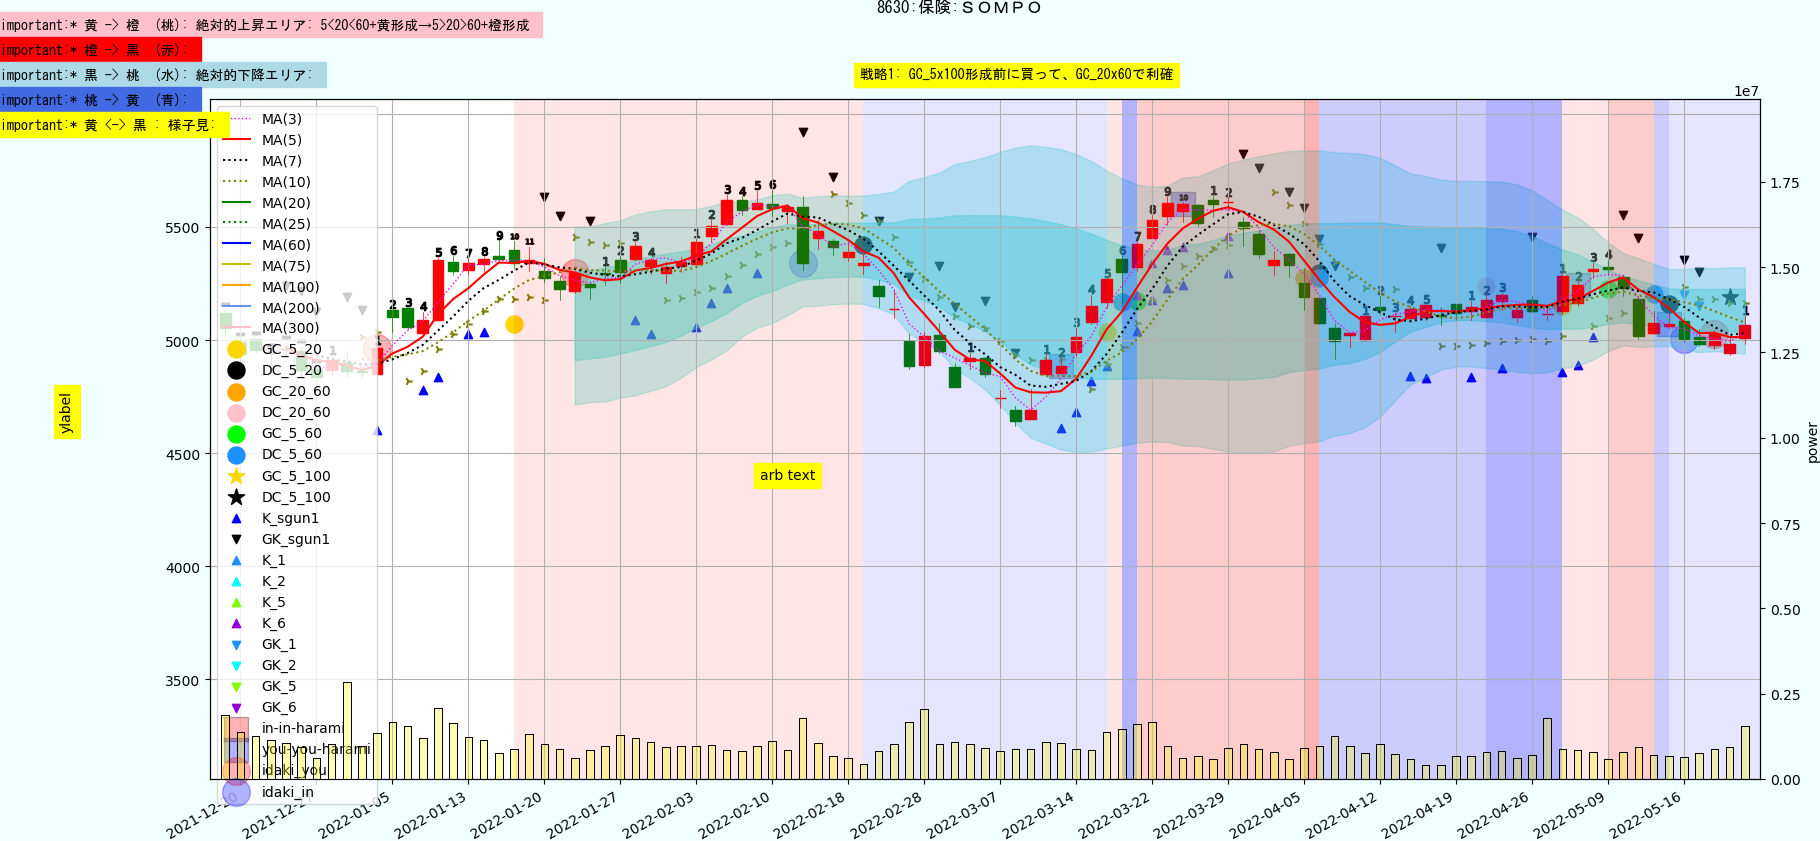 8630:保険:ＳＯＭＰＯ
important:* 黄 -> 橙 (桃): 絶対的上昇エリア: 5<20<60+黄形成→5>20>60+橙形成
important:* 橙 -> 黒 (赤):
important:* 黒 -> 桃 (水): 絶対的下降エリア:
important:* 桃 -> 黄 (青):
important:* 黄 <-> 黒 : 様子見:
戦略1: GC_5x100形成前に買って、GC_20x60で利確
1e7
MA(3)
MA(5)
MA(7)
MA(10)
MA(20)
MA(25)
MA(60)
MA(75)
MA(100)
MA(200)
MA(300)
GC_5_20
DC_5_20
GC_20_60
DC_20_60
GC_5_60
DC_5_60
GC_5_100
DC_5_100
K_sgun1
GK_sgun1
K_1
K_2
K_5
K_6
GK_1
GK_2
GK_5
GK_6
in-in-harami
you-you-harami
idaki_you
idaki_in
ylabel
5500
5000
4500
4000
3500
arb text
power
1.75
1.50
1.25
1.00
0.75
0.50
0.25
0.00
2022-01-05
2022-01-13
2022-01-20
2022-01-27
2022-02-03
2022-02-10
2022-02-18
2022-02-28
2022-03-07
2022-03-14
2022-03-22
2022-03-29
2022-04-05
2022-04-12
2022-04-19
2022-04-26
2022-05-09
2022-05-16